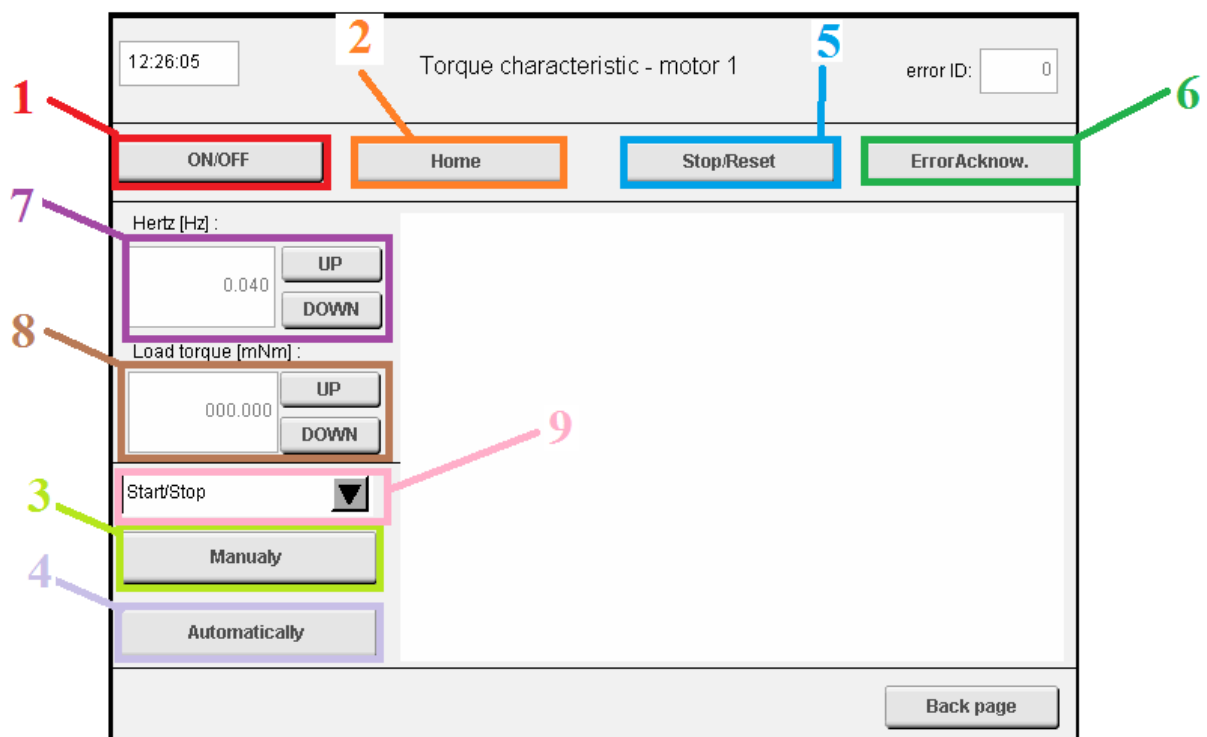 2
5
12:26:05
Torque characteristic - motor 1
error ID:
0
1
6
ON/OFF
Home
Stop/Reset
ErrorAcknow.
7
Hertz [Hz] :
0.040
UP
DOWN
8
Load torque [mNm] :
000.000
UP
DOWN
9
Start/Stop
3
Manualy
4
Automatically
Back page